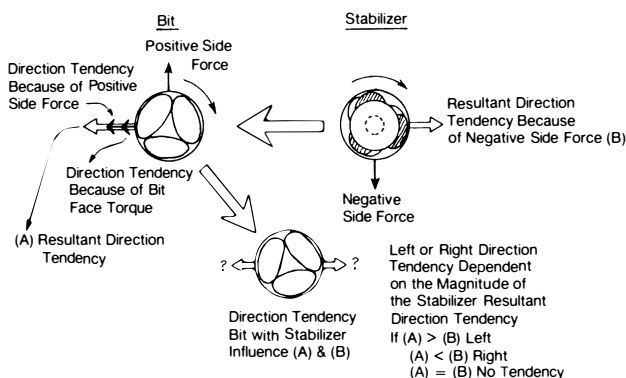 Bit
Stabilizer
Positive Side
Force
Direction Tendency
Because of Positive
Side Force
Resultant Direction
Tendency Because
of Negative Side Force (B)
Direction Tendency
Because of Bit
Face Torque
Negative
Side Force
(A) Resultant Direction
Tendency
?
?
Direction Tendency
Bit with Stabilizer
Influence (A) & (B)
Left or Right Direction
Tendency Dependent
on the Magnitude of
the Stabilizer Resultant
Direction Tendency
If (A) > (B) Left
(A) < (B) Right
(A) = (B) No Tendency